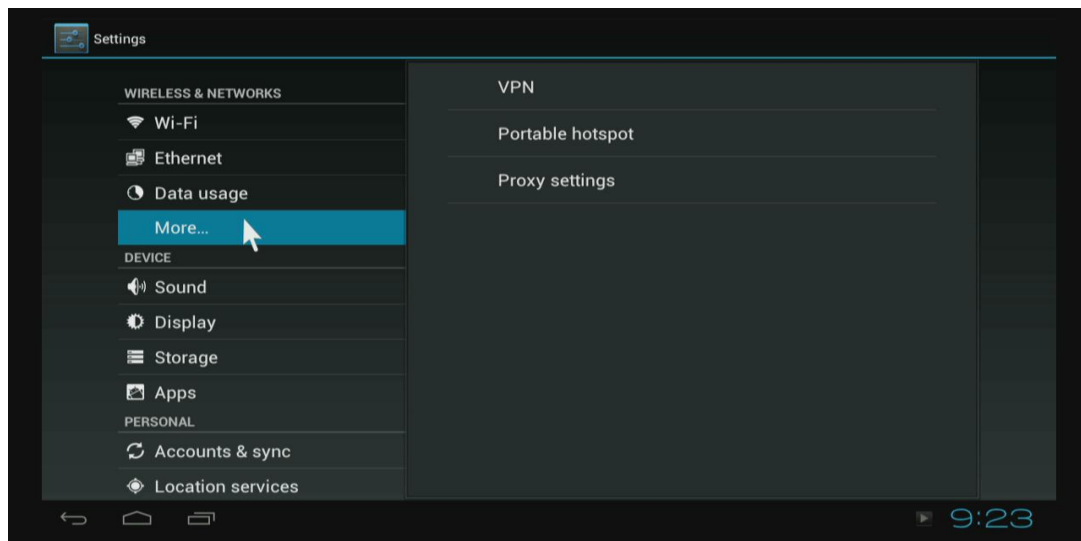 Settings
WIRELESS & NETWORKS
Wi-Fi
Ethernet
Data usage
More...
DEVICE
Sound
Display
Storage
Apps
PERSONAL
Accounts & sync
Location services
VPN
Portable hotspot
Proxy settings
9:23